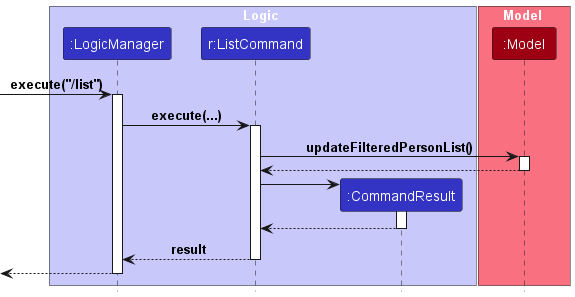 Logic
Model
:LogicManager
r:ListCommand
:Model
execute("/list")
execute(...)
updateFilteredPersonList()
:CommandResult
result